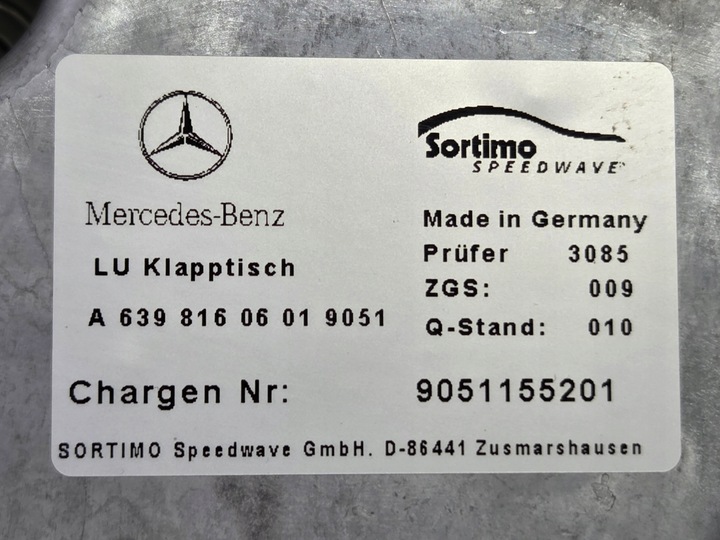 Mercedes-Benz
LU Klapptisch
A 639 816 06 01 9051
Sortimo
SPEEDWAVE
Made in Germany
Prüfer 3085
ZGS: 009
Q-Stand: 010
Chargen Nr: 9051155201
SORTIMO Speedwave GmbH. D-86441 Zusmarshausen